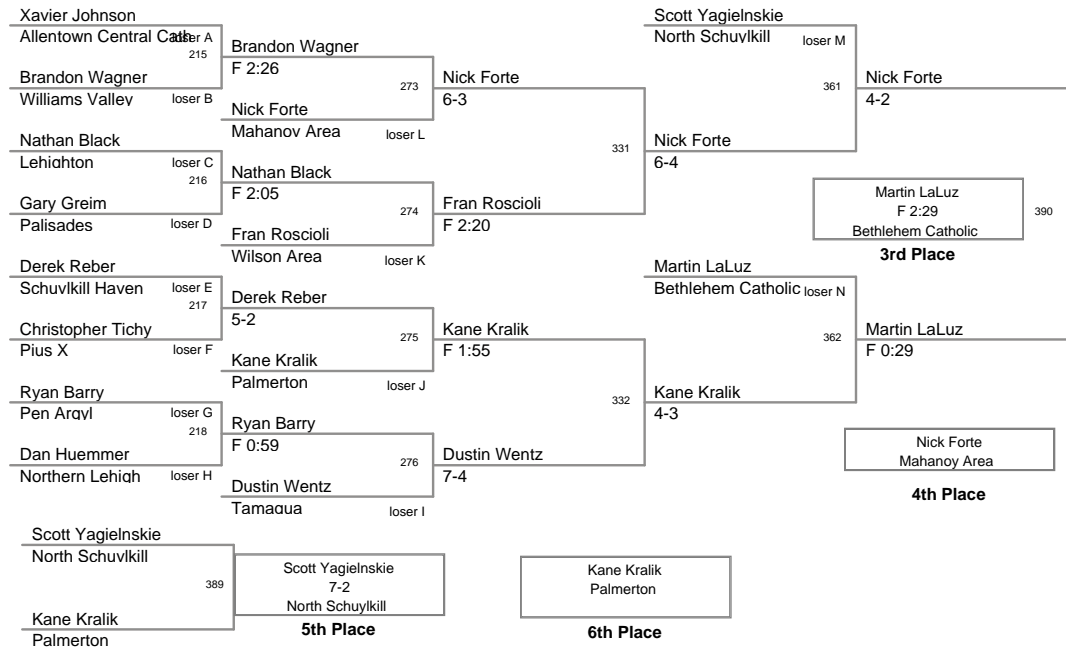 Xavier Johnson
Allentown Central Cath
loser A
215
Brandon Wagner
Williams Valley
loser B
Nathan Black
Lehighton
loser C
216
Gary Greim
Palisades
loser D
Derek Reber
Schuylkill Haven
loser E
217
Christopher Tichy
Pius X
loser F
Ryan Barry
Pen Argyl
loser G
218
Dan Huemmer
Northern Lehigh
loser H
Brandon Wagner
F 2:26
273
Nick Forte
Mahanoy Area
loser L
Nathan Black
F 2:05
274
Fran Roscioli
Wilson Area
loser K
Derek Reber
5-2
275
Kane Kralik
Palmerton
loser J
Ryan Barry
F 0:59
276
Dustin Wentz
Tamaqua
loser I
Nick Forte
6-3
331
Fran Roscioli
F 2:20
Kane Kralik
F 1:55
332
Dustin Wentz
7-4
Scott Yagielnskie
North Schuylkill
loser M
361
Nick Forte
6-4
Martin LaLuz
Bethlehem Catholic
loser N
362
Kane Kralik
4-3
Nick Forte
4-2
Martin LaLuz
F 2:29
Bethlehem Catholic
390
3rd Place
Martin LaLuz
F 0:29
Nick Forte
Mahanoy Area
4th Place
Scott Yagielnskie
North Schuylkill
389
Kane Kralik
Palmerton
Scott Yagielnskie
7-2
North Schuylkill
5th Place
Kane Kralik
Palmerton
6th Place